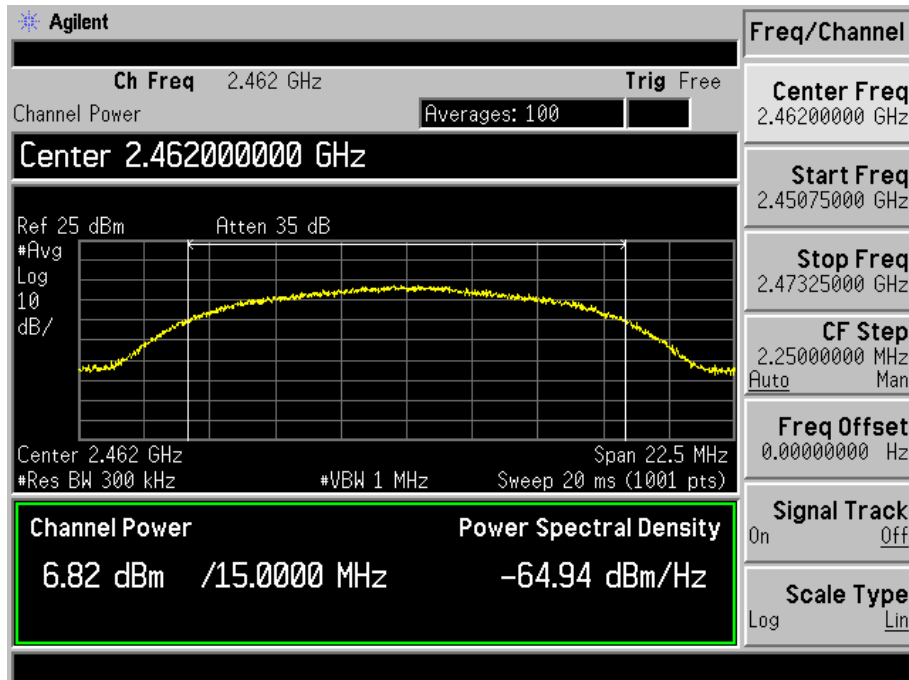 Agilent
Freq/Channel
Ch Freq 2.462 GHz Trig Free
Channel Power Averages: 100
Center 2.462000000 GHz
Ref 25 dBm Atten 35 dB
#Avg
Log
10
dB/
Center 2.462 GHz Span 22.5 MHz
#Res BW 300 kHz #VBW 1 MHz Sweep 20 ms (1001 pts)
Channel Power Power Spectral Density
6.82 dBm /15.0000 MHz -64.94 dBm/Hz
Center Freq
2.46200000 GHz
Start Freq
2.45075000 GHz
Stop Freq
2.47325000 GHz
CF Step
2.25000000 MHz
Auto Man
Freq Offset
0.00000000 Hz
Signal Track
On Off
Scale Type
Log Lin